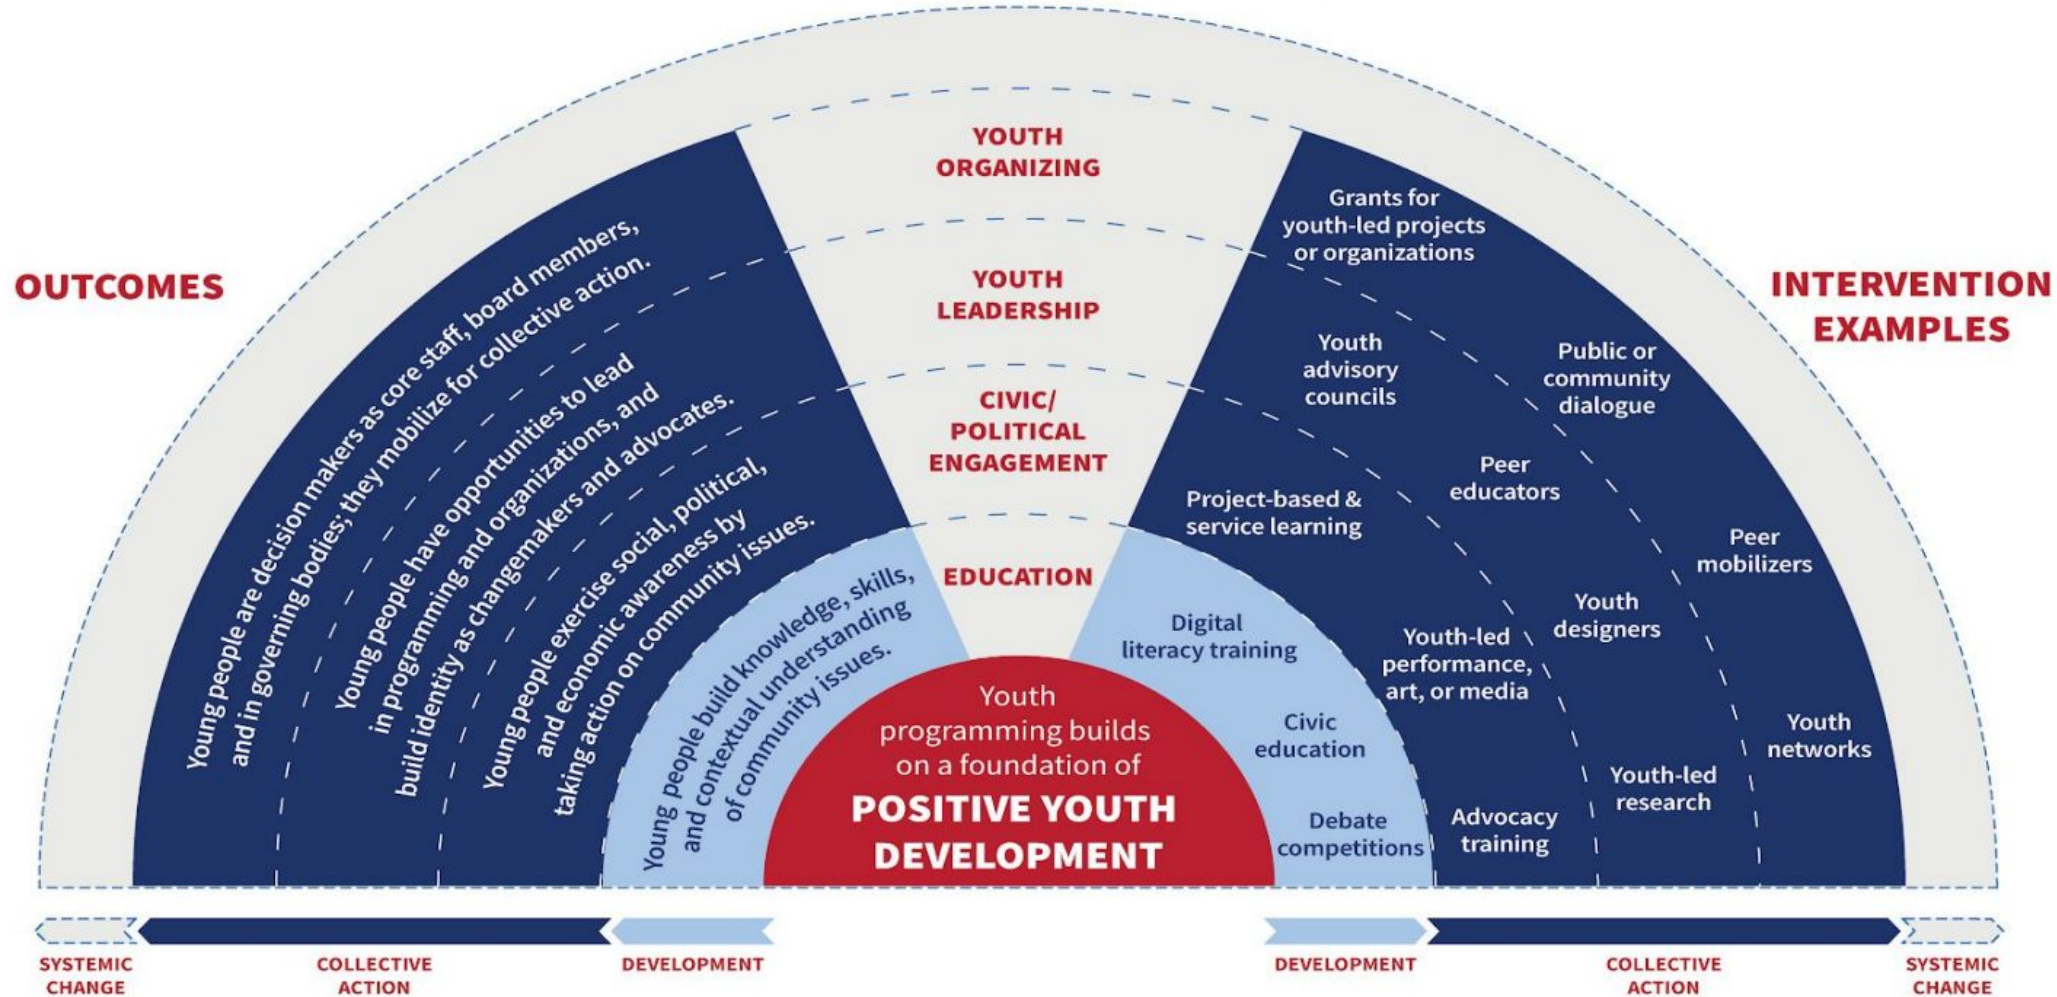 OUTCOMES
Young people are decision makers as core staff, board members,
and in governing bodies; they mobilize for collective action.
Young people have opportunities to lead
in programming and organizations, and
build identity as changemakers and advocates.
Young people exercise social, political,
and economic awareness by
taking action on community issues.
Young people build knowledge, skills,
and contextual understanding
of community issues.
YOUTH
ORGANIZING
YOUTH
LEADERSHIP
CIVIC/
POLITICAL
ENGAGEMENT
EDUCATION
Youth
programming builds
on a foundation of
POSITIVE YOUTH
DEVELOPMENT
INTERVENTION
EXAMPLES
Grants for
youth-led projects
or organizations
Public or
community
dialogue
Peer
mobilizers
Youth
networks
Youth
advisory
councils
Peer
educators
Youth
designers
Youth-led
research
Project-based &
service learning
Youth-led
performance,
art, or media
Advocacy
training
Digital
literacy training
Civic
education
Debate
competitions
SYSTEMIC
CHANGE
COLLECTIVE
ACTION
DEVELOPMENT
DEVELOPMENT
COLLECTIVE
ACTION
SYSTEMIC
CHANGE